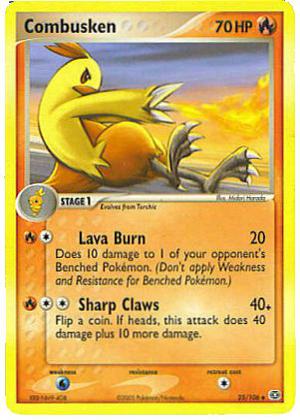 Combusken 70 HP
Illus. Midori Harada
STAGE 1
Evolves from Torchic
Lava Burn 20
Does 10 damage to 1 of your opponent's
Benched Pokémon. (Don't apply Weakness
and Resistance for Benched Pokémon.)
Sharp Claws 40+
Flip a coin. If heads, this attack does 40
damage plus 10 more damage.
weakness resistance retreat cost
©2005 Pokémon/Nintendo